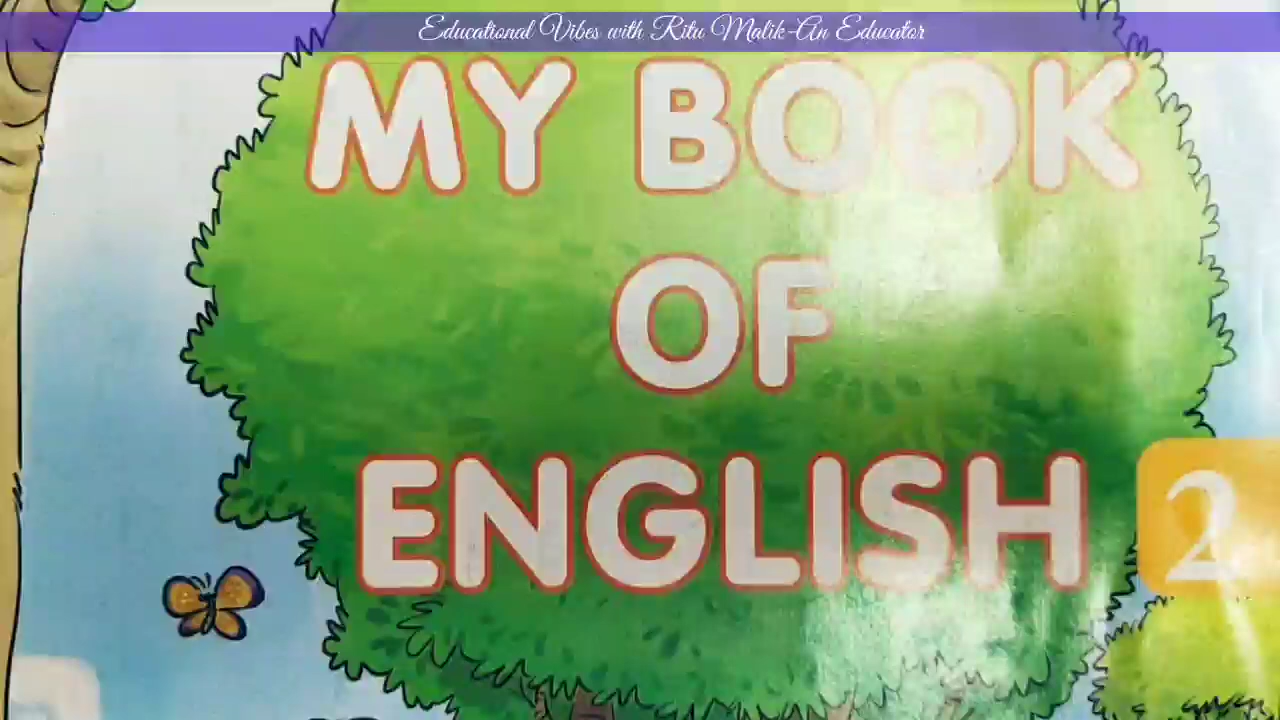 Educational Vibes with Ritu Malik-An Educator
MY BOOK
OF
ENGLISH
2